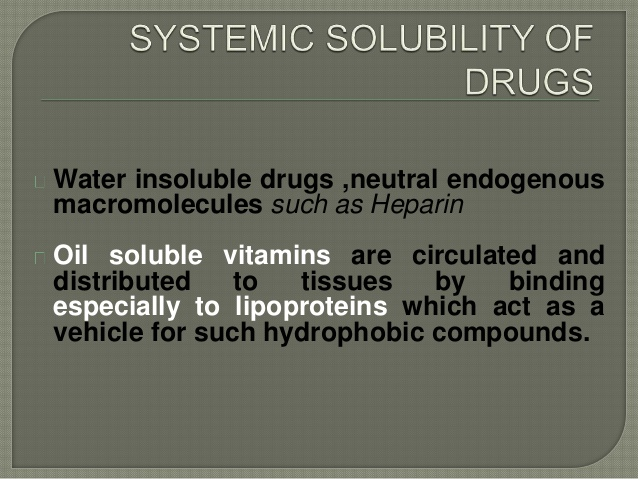 SYSTEMIC SOLUBILITY OF
DRUGS
Water insoluble drugs ,neutral endogenous
macromolecules such as Heparin
Oil soluble vitamins are circulated and
distributed to tissues by binding
especially to lipoproteins which act as a
vehicle for such hydrophobic compounds.